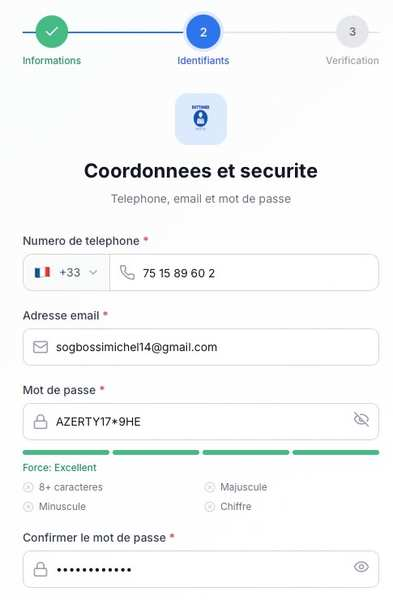 2
3
Informations
Identifiants
Verification
Coordonnees et securite
Telephone, email et mot de passe
Numero de telephone *
+33
75 15 89 60 2
Adresse email *
sogbossimichel14@gmail.com
Mot de passe *
AZERTY17*9HE
Force: Excellent
8+ caracteres
Majuscule
Minuscule
Chiffre
Confirmer le mot de passe *
••••••••••••